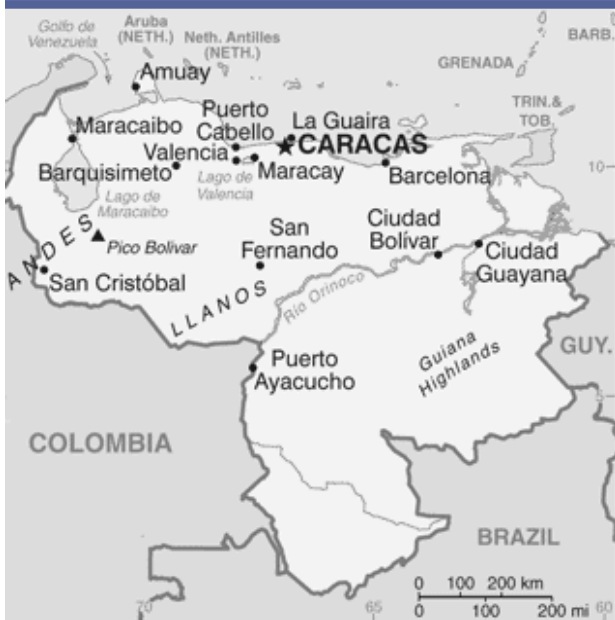 Golfo de
Venezuela
Aruba
(NETH.)
Neth. Antilles
(NETH.)
BARB.
GRENADA
Amuay
TRIN.&
TOB.
Puerto
Cabello
La Guaira
Maracaibo
CARACAS
Valencia
Barquisimeto
Maracay
Barcelona
10
Lago de
Valencia
Lago de
Maracaibo
ANDES
Pico Bolivar
San
Fernando
Ciudad
Bolívar
Ciudad
Guayana
San Cristóbal
LLANOS
Rio Orinoco
Guiana
Highlands
GUY.
Puerto
Ayacucho
5
COLOMBIA
BRAZIL
0 100 200 km
0 100 200 mi
70
65
60